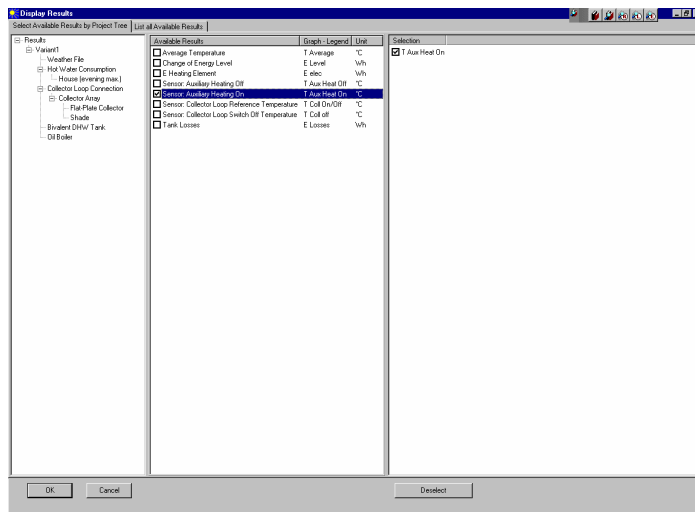 Display Results
Select Available Results by Project Tree
List all Available Results
Results
Variant1
Weather File
Hot Water Consumption
House (evening max.)
Collector Loop Connection
Collector Array
Flat-Plate Collector
Shade
Bivalent DHW Tank
Oil Boiler
Available Results Graph - Legend Unit
Average Temperature T Average °C
Change of Energy Level E Level Wh
E Heating Element E elec Wh
Sensor: Auxiliary Heating Off T Aux Heat Off °C
Sensor: Auxiliary Heating On T Aux Heat On °C
Sensor: Collector Loop Reference Temperature T Coll On/Off °C
Sensor: Collector Loop Switch Off Temperature T Coll off °C
Tank Losses E Losses Wh
Selection
T Aux Heat On
OK
Cancel
Deselect